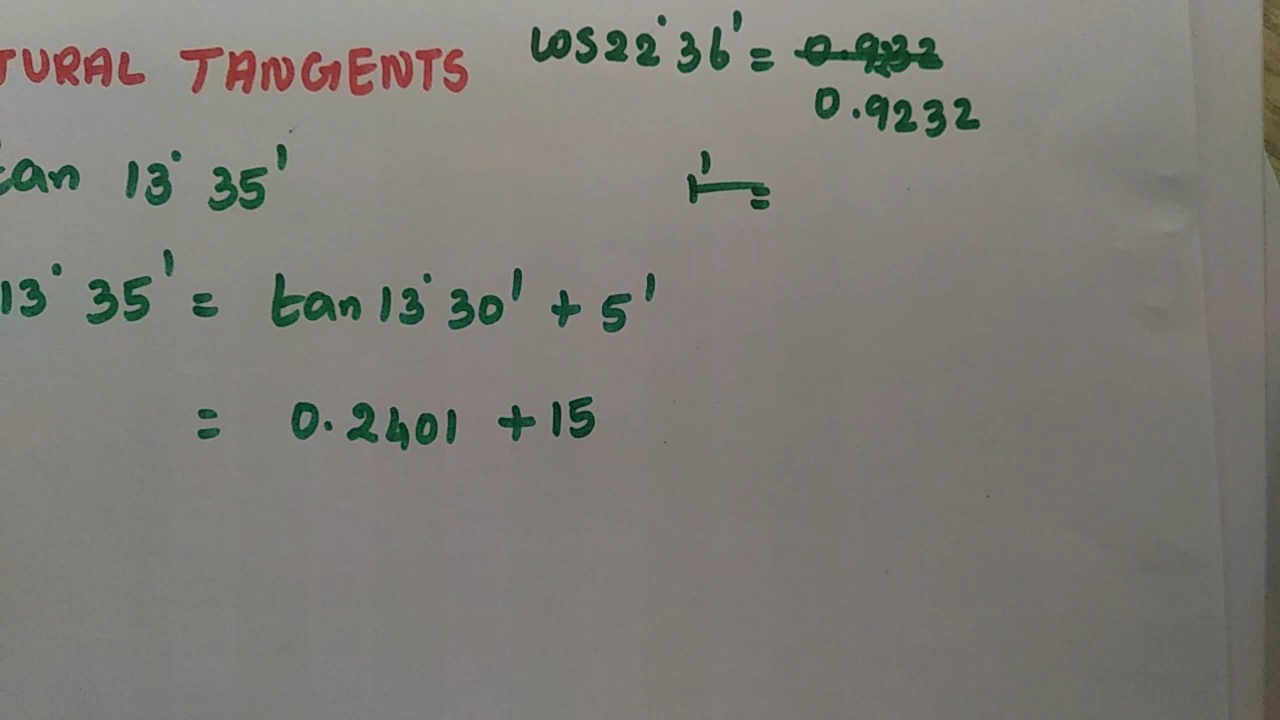 TURAL TANGENTS
cos 22° 36' = 0.9232
0.9232
tan 13° 35'
1' =
13° 35' = tan 13° 30' + 5'
= 0.2401 + 15